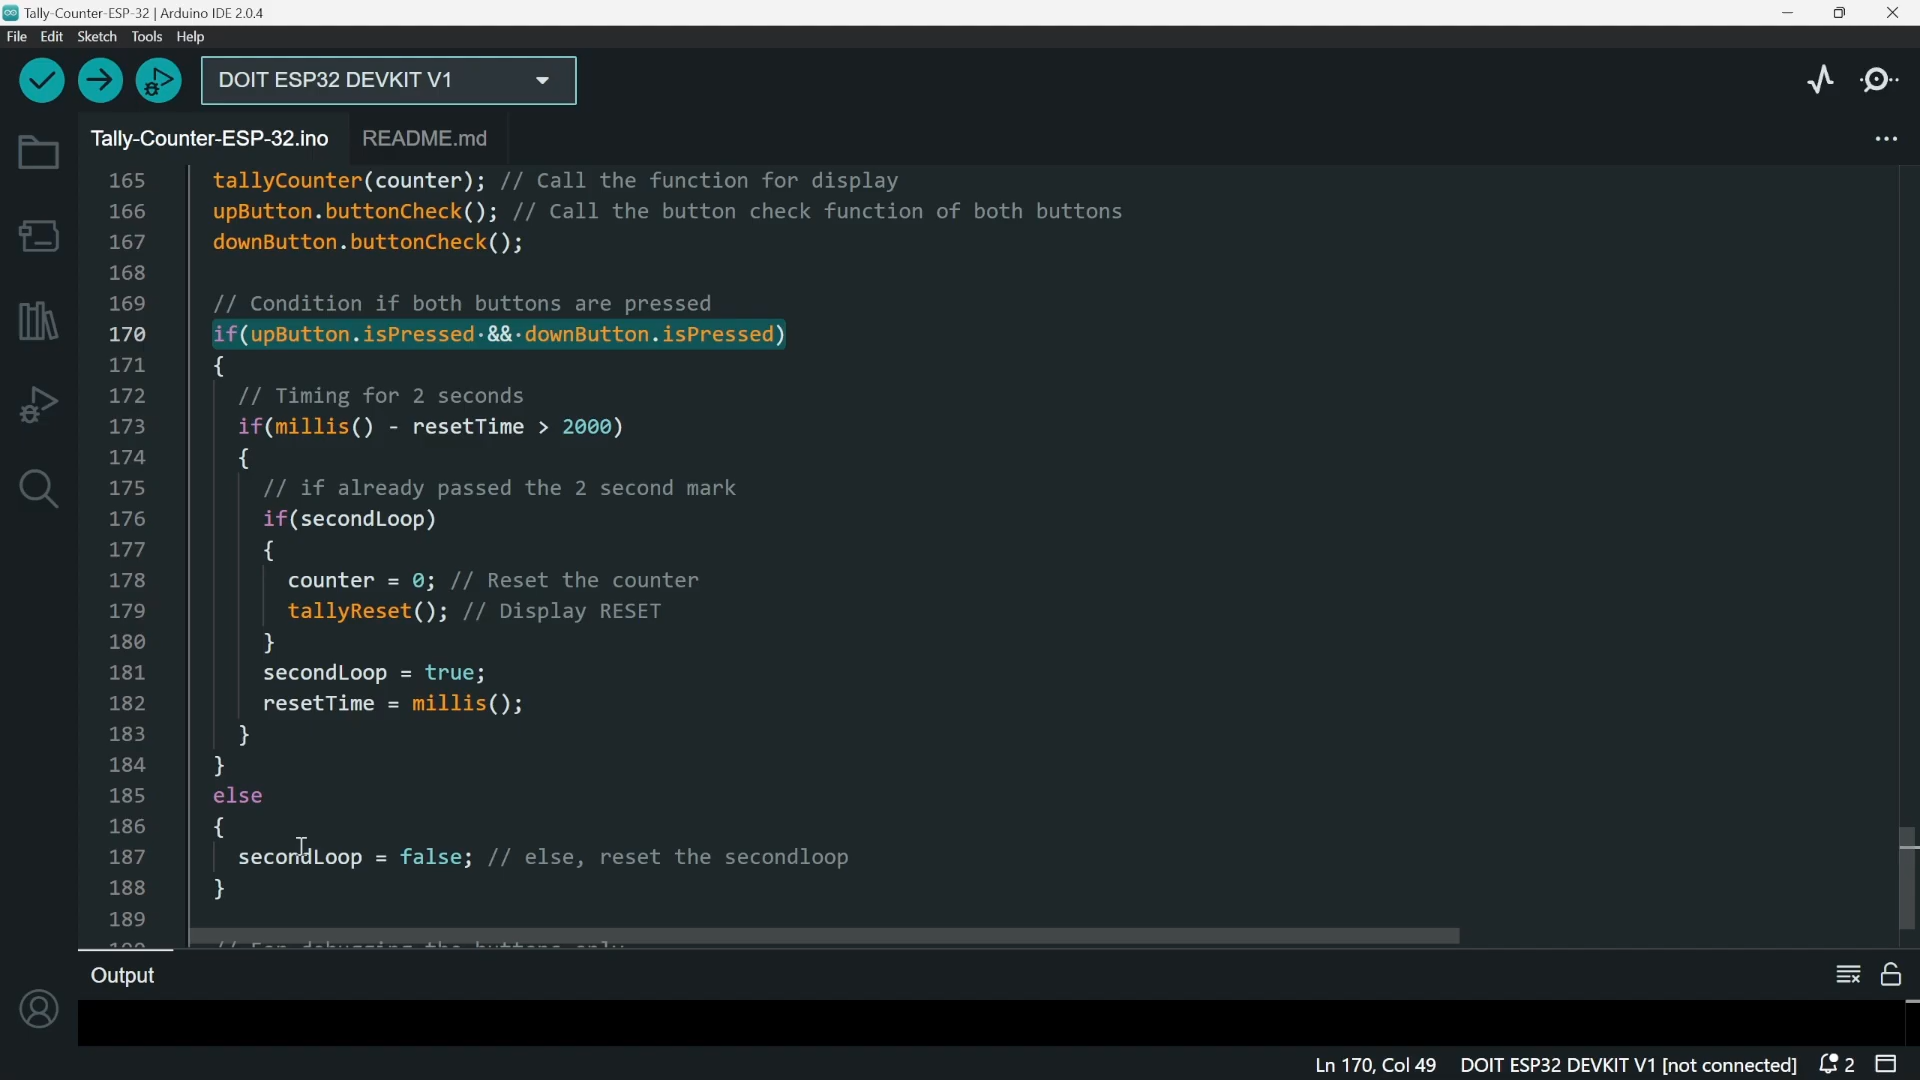 Tally-Counter-ESP-32 | Arduino IDE 2.0.4
File Edit Sketch Tools Help
DOIT ESP32 DEVKIT V1
Tally-Counter-ESP-32.ino README.md
165 tallyCounter(counter); // Call the function for display
166 upButton.buttonCheck(); // Call the button check function of both buttons
167 downButton.buttonCheck();
168
169 // Condition if both buttons are pressed
170 if(upButton.isPressed && downButton.isPressed)
171 {
172 // Timing for 2 seconds
173 if(millis() - resetTime > 2000)
174 {
175 // if already passed the 2 second mark
176 if(secondLoop)
177 {
178 counter = 0; // Reset the counter
179 tallyReset(); // Display RESET
180 }
181 secondLoop = true;
182 resetTime = millis();
183 }
184 }
185 else
186 {
187 secondLoop = false; // else, reset the secondloop
188 }
189
190 // For debugging the buttons only
Output
Ln 170, Col 49 DOIT ESP32 DEVKIT V1 [not connected] 2